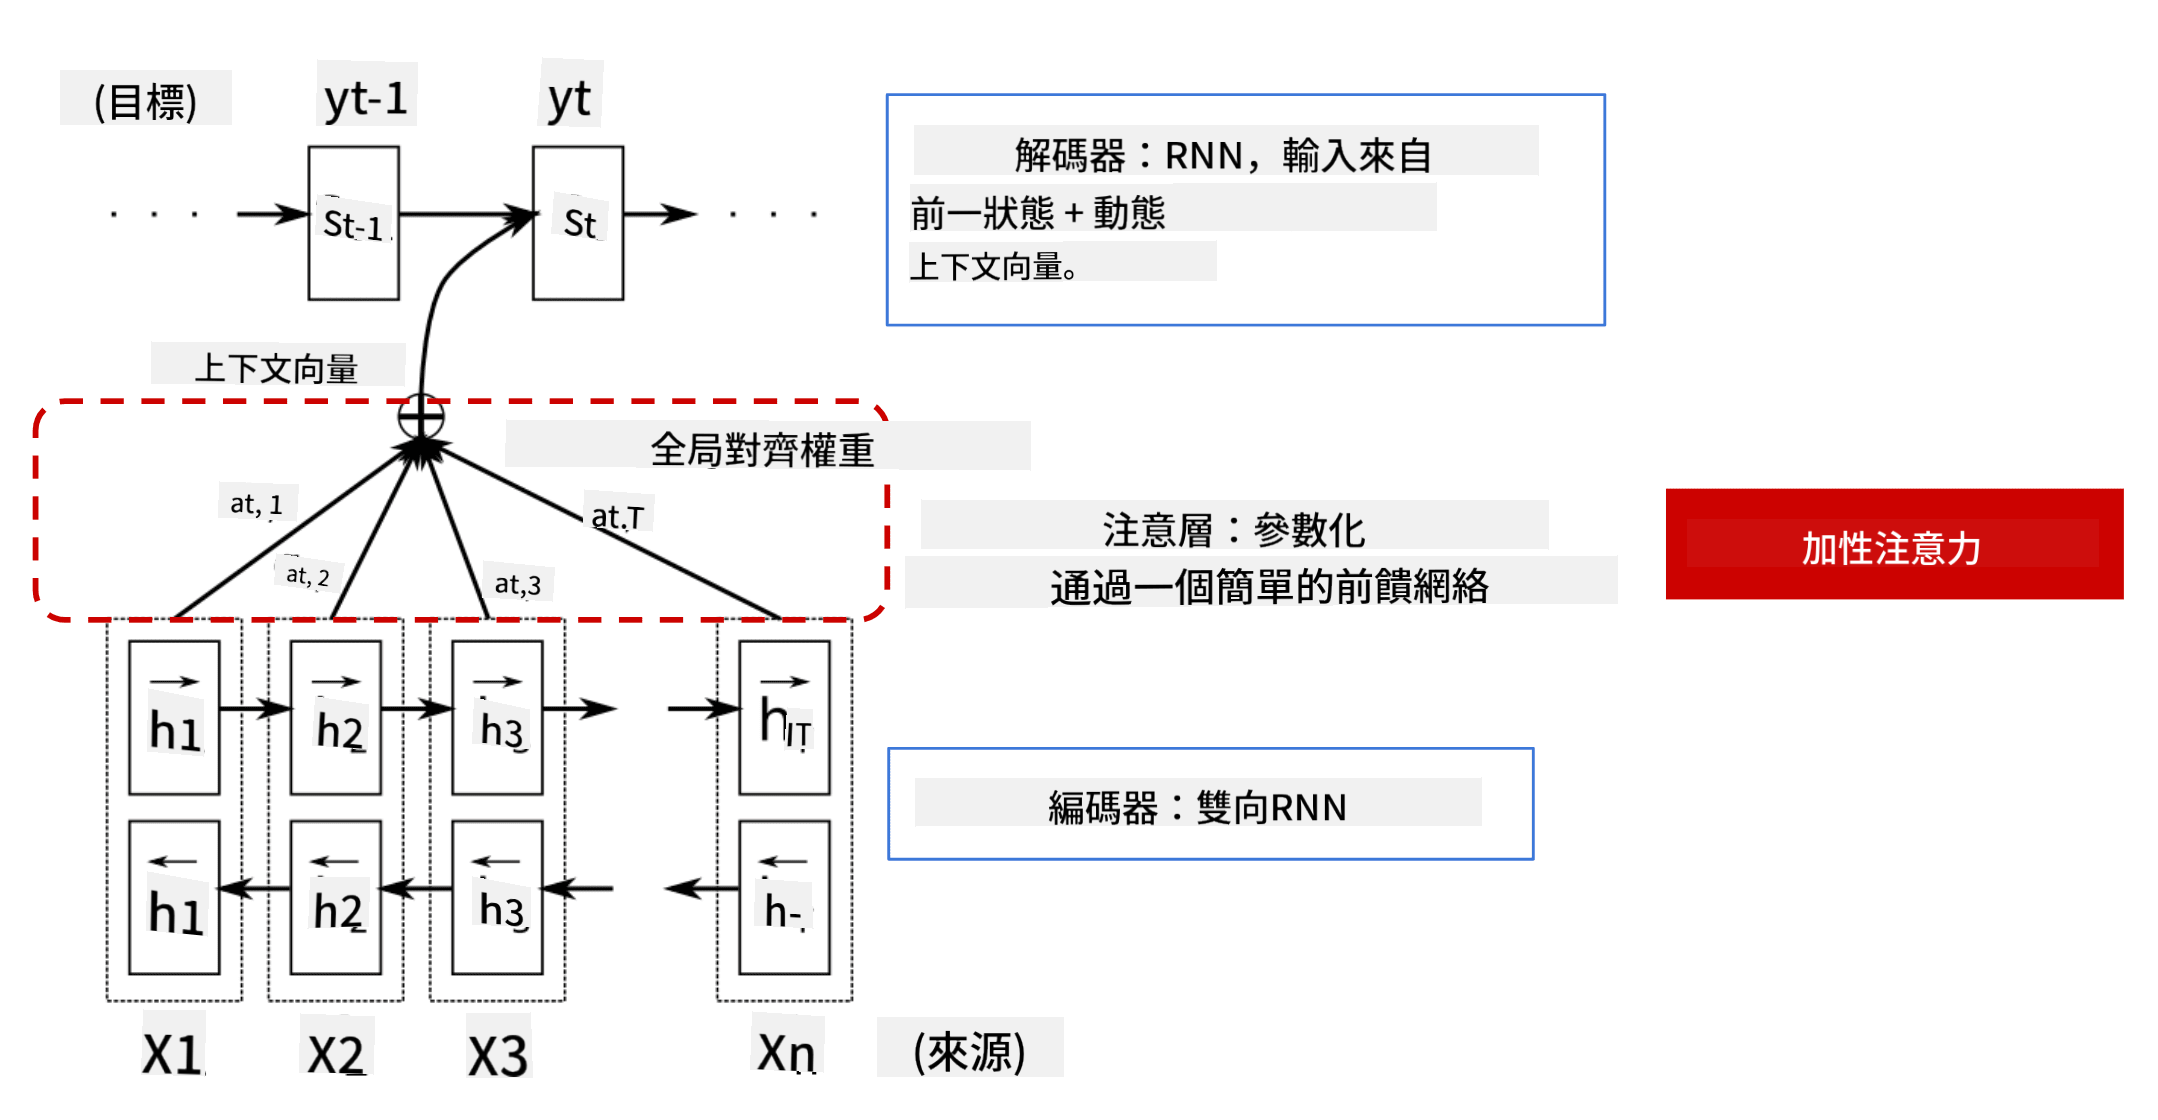 (目標)
yt-1
yt
解碼器：RNN，輸入來自
前一狀態 + 動態
上下文向量。
St-1
St
上下文向量
全局對齊權重
at, 1
at, 2
at,3
at.T
注意層：參數化
通過一個簡單的前饋網絡
加性注意力
h1
h2
h3
h1
h2
h3
編碼器：雙向RNN
X1
X2
X3
Xn
(來源)